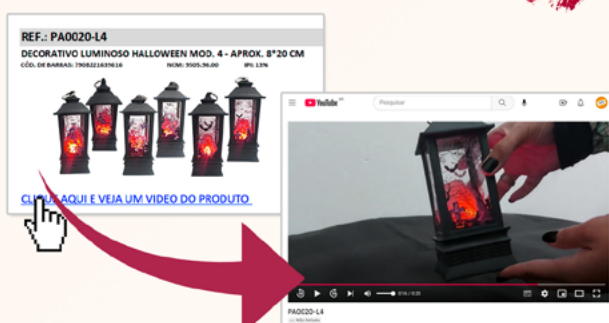 REF.: PA0020-L4
DECORATIVO LUMINOSO HALLOWEEN MOD. 4 - APROX. 8*20 CM
CÓD. DE BARRAS: 7908221639616 NCM: 9505.90.00 IPI: 13%
CLIQUE AQUI E VEJA UM VIDEO DO PRODUTO
YouTube
Pesquisar
PA0020-L4